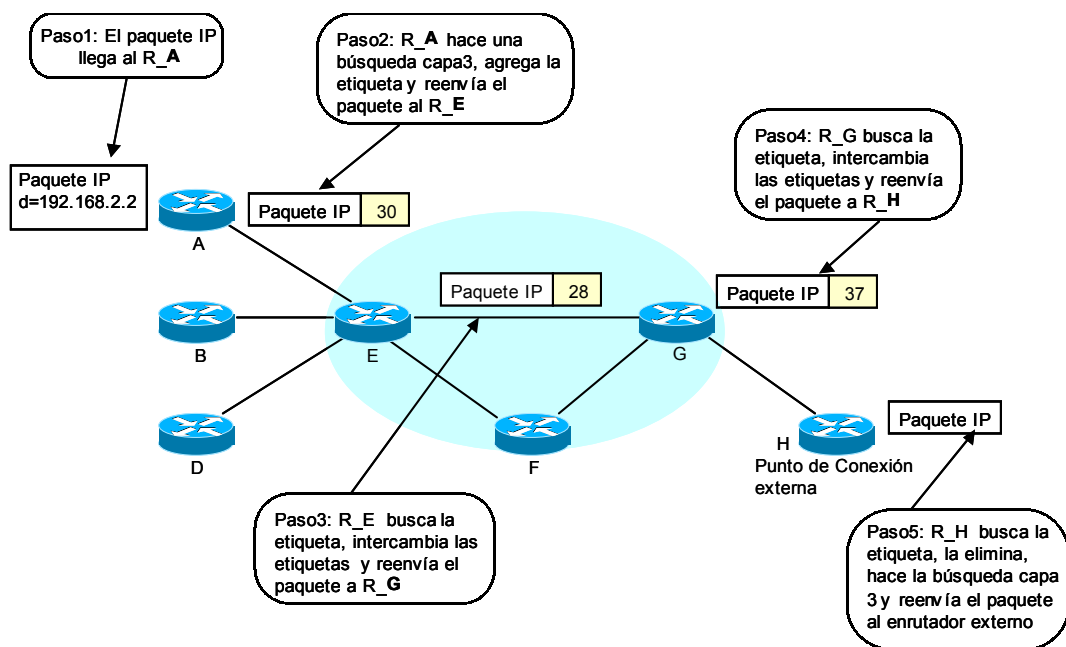 Paso1: El paquete IP
llega al R_A
Paso2: R_A hace una
búsqueda capa3, agrega la
etiqueta y reenvía el
paquete al R_E
Paso4: R_G busca la
etiqueta, intercambia
las etiquetas y reenvía
el paquete a R_H
Paquete IP
d=192.168.2.2
A
Paquete IP 30
Paquete IP 28
Paquete IP 37
B
E
G
D
F
H
Punto de Conexión
externa
Paquete IP
Paso3: R_E busca la
etiqueta, intercambia las
etiquetas y reenvía el
paquete a R_G
Paso5: R_H busca la
etiqueta, la elimina,
hace la búsqueda capa
3 y reenvía el paquete
al enrutador externo